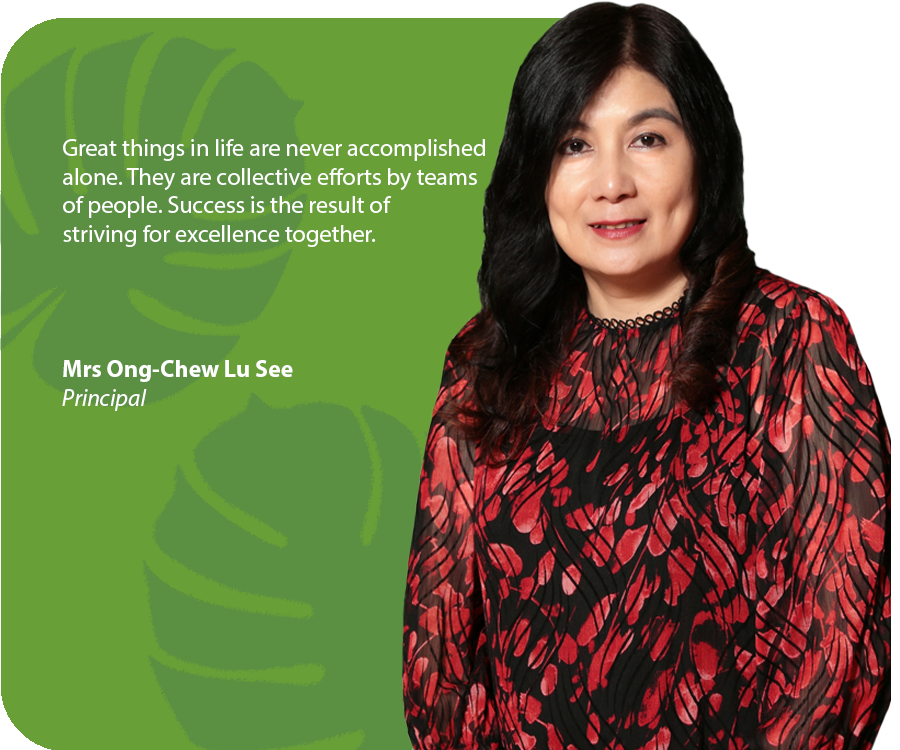 Great things in life are never accomplished
alone. They are collective efforts by teams
of people. Success is the result of
striving for excellence together.
Mrs Ong-Chew Lu See
Principal